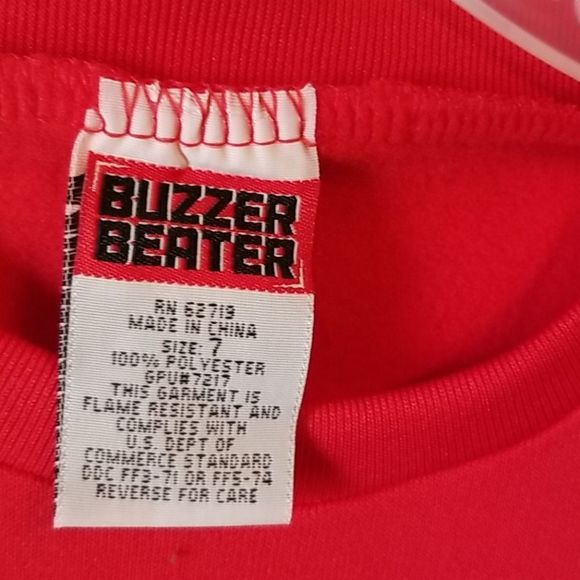 BUZZER
BEATER
RN 62719
MADE IN CHINA
SIZE: 7
100% POLYESTER
GPU#7217
THIS GARMENT IS
FLAME RESISTANT AND
COMPLIES WITH
U.S. DEPT OF
COMMERCE STANDARD
DOC FF3-71 OR FF5-74
REVERSE FOR CARE